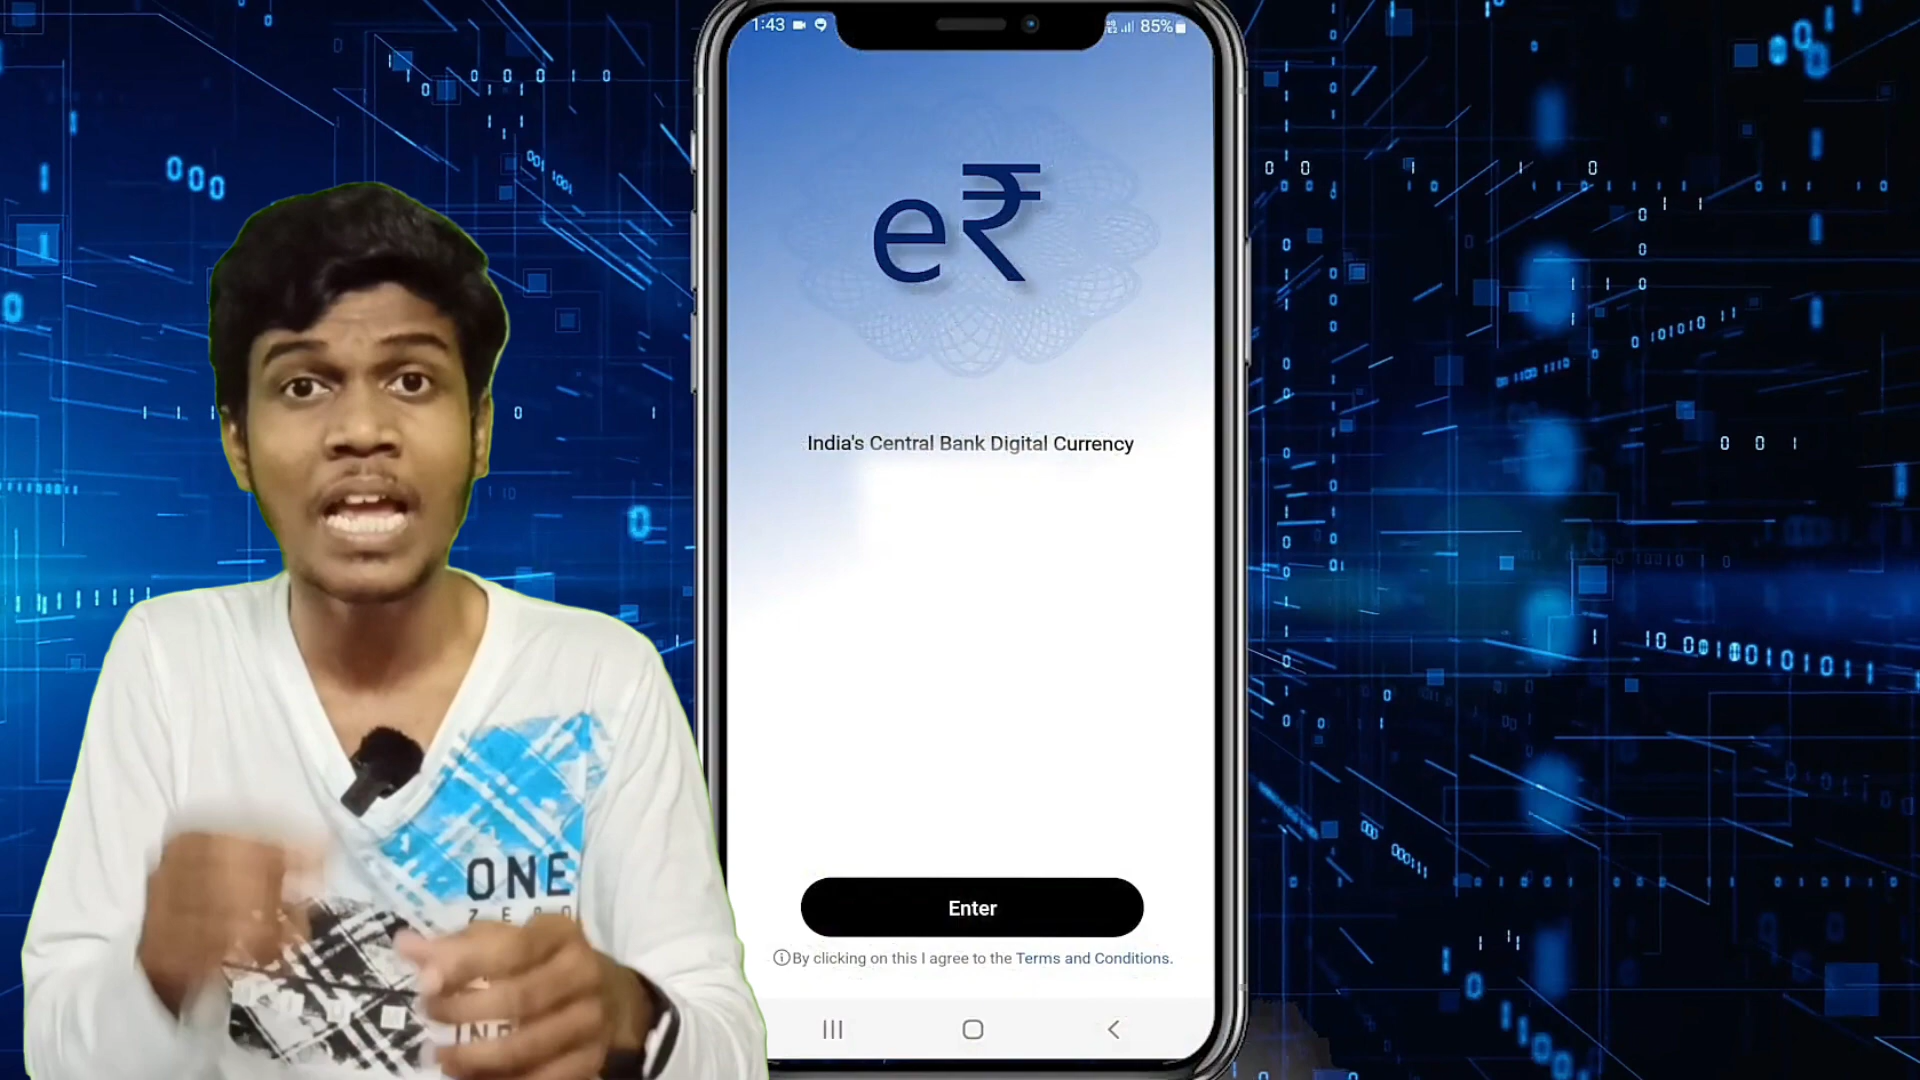 1:43
85%
e₹
India's Central Bank Digital Currency
Enter
By clicking on this I agree to the Terms and Conditions.
ONE
ZERO